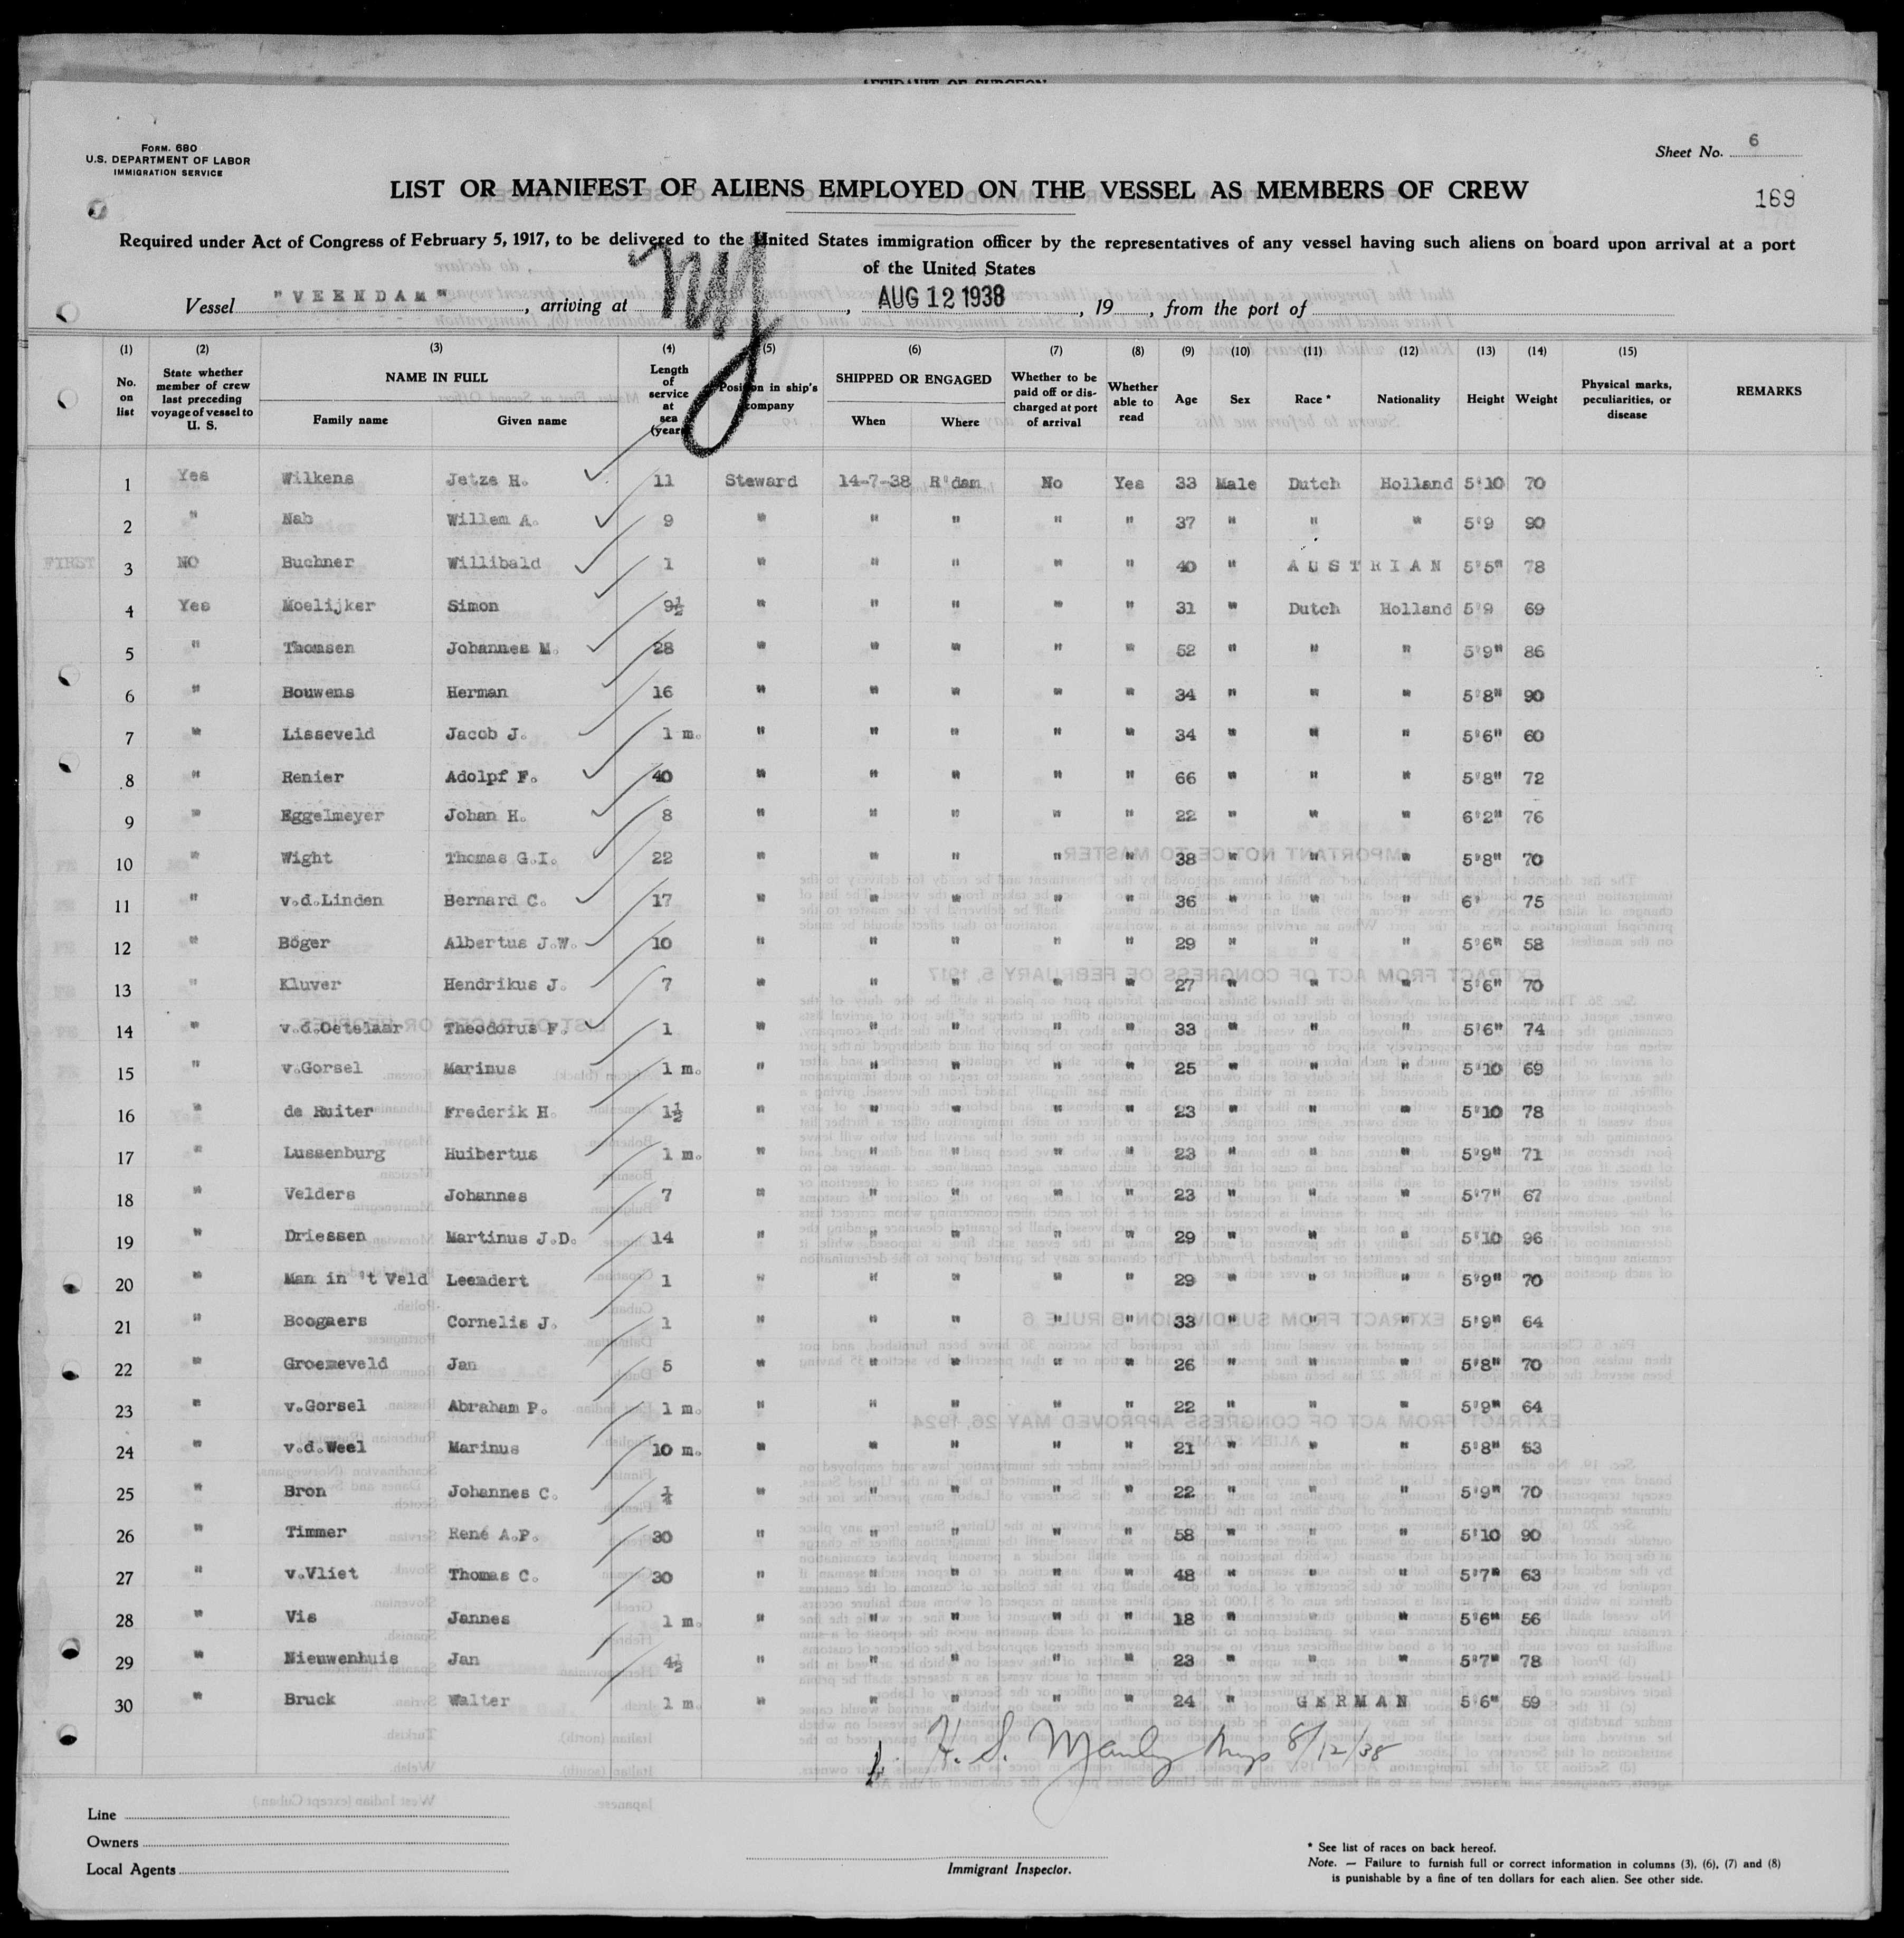 AFFIDAVIT OF SURGEON
FORM. 680
U.S. DEPARTMENT OF LABOR
IMMIGRATION SERVICE
Sheet No. 6
LIST OR MANIFEST OF ALIENS EMPLOYED ON THE VESSEL AS MEMBERS OF CREW
169
Required under Act of Congress of February 5, 1917, to be delivered to the United States immigration officer by the representatives of any vessel having such aliens on board upon arrival at a port
of the United States
Vessel "VEENDAM", arriving at NY, AUG 12 1938, 19, from the port of
(1) (2) (3) (4) (5) (6) (7) (8) (9) (10) (11) (12) (13) (14) (15)
No. on list State whether member of crew last preceding voyage of vessel to U. S. NAME IN FULL Family name Given name Length of service at sea (years) Position in ship's company SHIPPED OR ENGAGED When Where Whether to be paid off or discharged at port of arrival Whether able to read Age Sex Race * Nationality Height Weight Physical marks, peculiarities, or disease REMARKS
1 Yes Wilkens Jetze H. 11 Steward 14-7-38 R'dam No Yes 33 Male Dutch Holland 5'10 70
2 " Nab Willem A. 9 " " " " " 37 " " " 5'9 90
FIRST 3 NO Buchner Willibald 1 " " " " " 40 " AUSTRIAN 5'5" 78
4 Yes Moelijker Simon 9½ " " " " " 31 " Dutch Holland 5'9 69
5 " Thomsen Johannes M. 28 " " " " " 52 " " " 5'9" 86
6 " Bouwens Herman 16 " " " " " 34 " " " 5'8" 90
7 " Lisseveld Jacob J. 1 m. " " " " " 34 " " " 5'6" 60
8 " Renier Adolpf F. 40 " " " " " 66 " " " 5'8" 72
9 " Eggelmeyer Johan H. 8 " " " " " 22 " " " 6'2" 76
10 " Wight Thomas G.I. 22 " " " " " 38 " " " 5'8" 70
11 " v.d.Linden Bernard C. 17 " " " " " 36 " " " 6' 75
12 " Böger Albertus J.W. 10 " " " " " 29 " " " 5'6" 58
13 " Kluver Hendrikus J. 7 " " " " " 27 " " " 5'6" 70
14 " v.d.Oetelaar Theodorus F. 1 " " " " " 33 " " " 5'6" 74
15 " v.Gorsel Marinus 1 m. " " " " " 25 " " " 5'10 69
16 " de Ruiter Frederik H. 1½ " " " " " 23 " " " 5'10 78
17 " Lussenburg Huibertus 1 m. " " " " " 23 " " " 5'9" 71
18 " Velders Johannes 7 " " " " " 23 " " " 5'7" 67
19 " Driessen Martinus J.D. 14 " " " " " 29 " " " 5'10 96
20 " Man in 't Veld Leendert 1 " " " " " 29 " " " 5'9" 70
21 " Boogaers Cornelis J. 1 " " " " " 33 " " " 5'9" 64
22 " Groeneveld Jan 5 " " " " " 26 " " " 5'8" 70
23 " v.Gorsel Abraham P. 1 m. " " " " " 22 " " " 5'9" 64
24 " v.d.Weel Marinus 10 m. " " " " " 21 " " " 5'8" 63
25 " Bron Johannes C. ¼ " " " " " 22 " " " 5'9" 70
26 " Timmer René A.P. 30 " " " " " 58 " " " 5'10 90
27 " v.Vliet Thomas C. 30 " " " " " 48 " " " 5'7" 63
28 " Vis Jannes 1 m. " " " " " 18 " " " 5'6" 56
29 " Nieuwenhuis Jan 4½ " " " " " 23 " " " 5'7" 78
30 " Bruck Walter 1 m. " " " " " 24 " GERMAN 5'6" 59
H. S. Manly Insp 8/12/38
Line
Owners
Local Agents
Immigrant Inspector.
* See list of races on back hereof.
Note. — Failure to furnish full or correct information in columns (3), (6), (7) and (8)
is punishable by a fine of ten dollars for each alien. See other side.